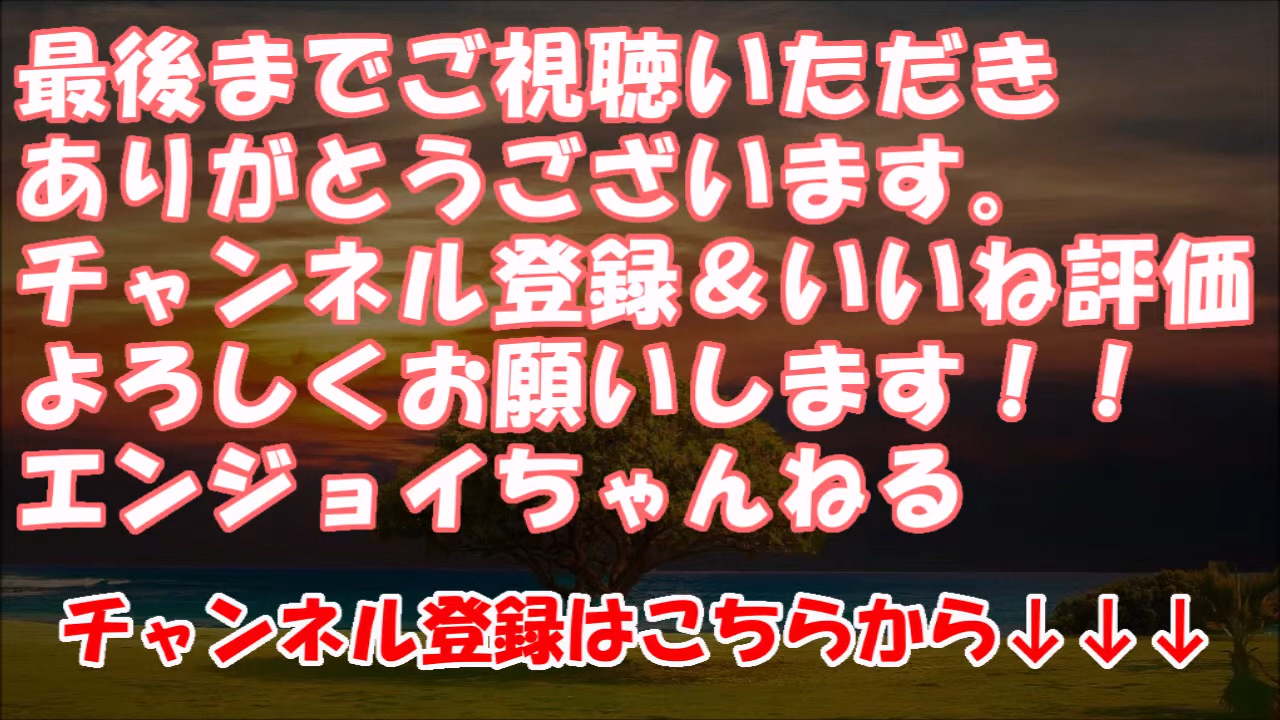 最後までご視聴いただき
ありがとうございます。
チャンネル登録＆いいね評価
よろしくお願いします！！
エンジョイちゃんねる
チャンネル登録はこちらから↓↓↓